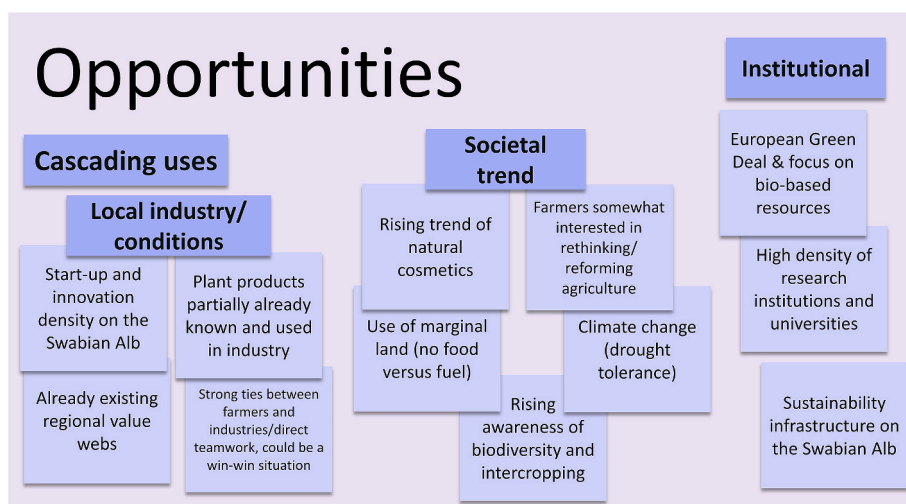 Opportunities
Cascading uses
Local industry/
conditions
Start-up and
innovation
density on the
Swabian Alb
Plant products
partially already
known and used
in industry
Already existing
regional value
webs
Strong ties between
farmers and
industries/direct
teamwork, could be a
win-win situation
Societal
trend
Rising trend of
natural
cosmetics
Farmers somewhat
interested in
rethinking/
reforming
agriculture
Use of marginal
land (no food
versus fuel)
Climate change
(drought
tolerance)
Rising
awareness of
biodiversity and
intercropping
Institutional
European Green
Deal & focus on
bio-based
resources
High density of
research
institutions and
universities
Sustainability
infrastructure on
the Swabian Alb